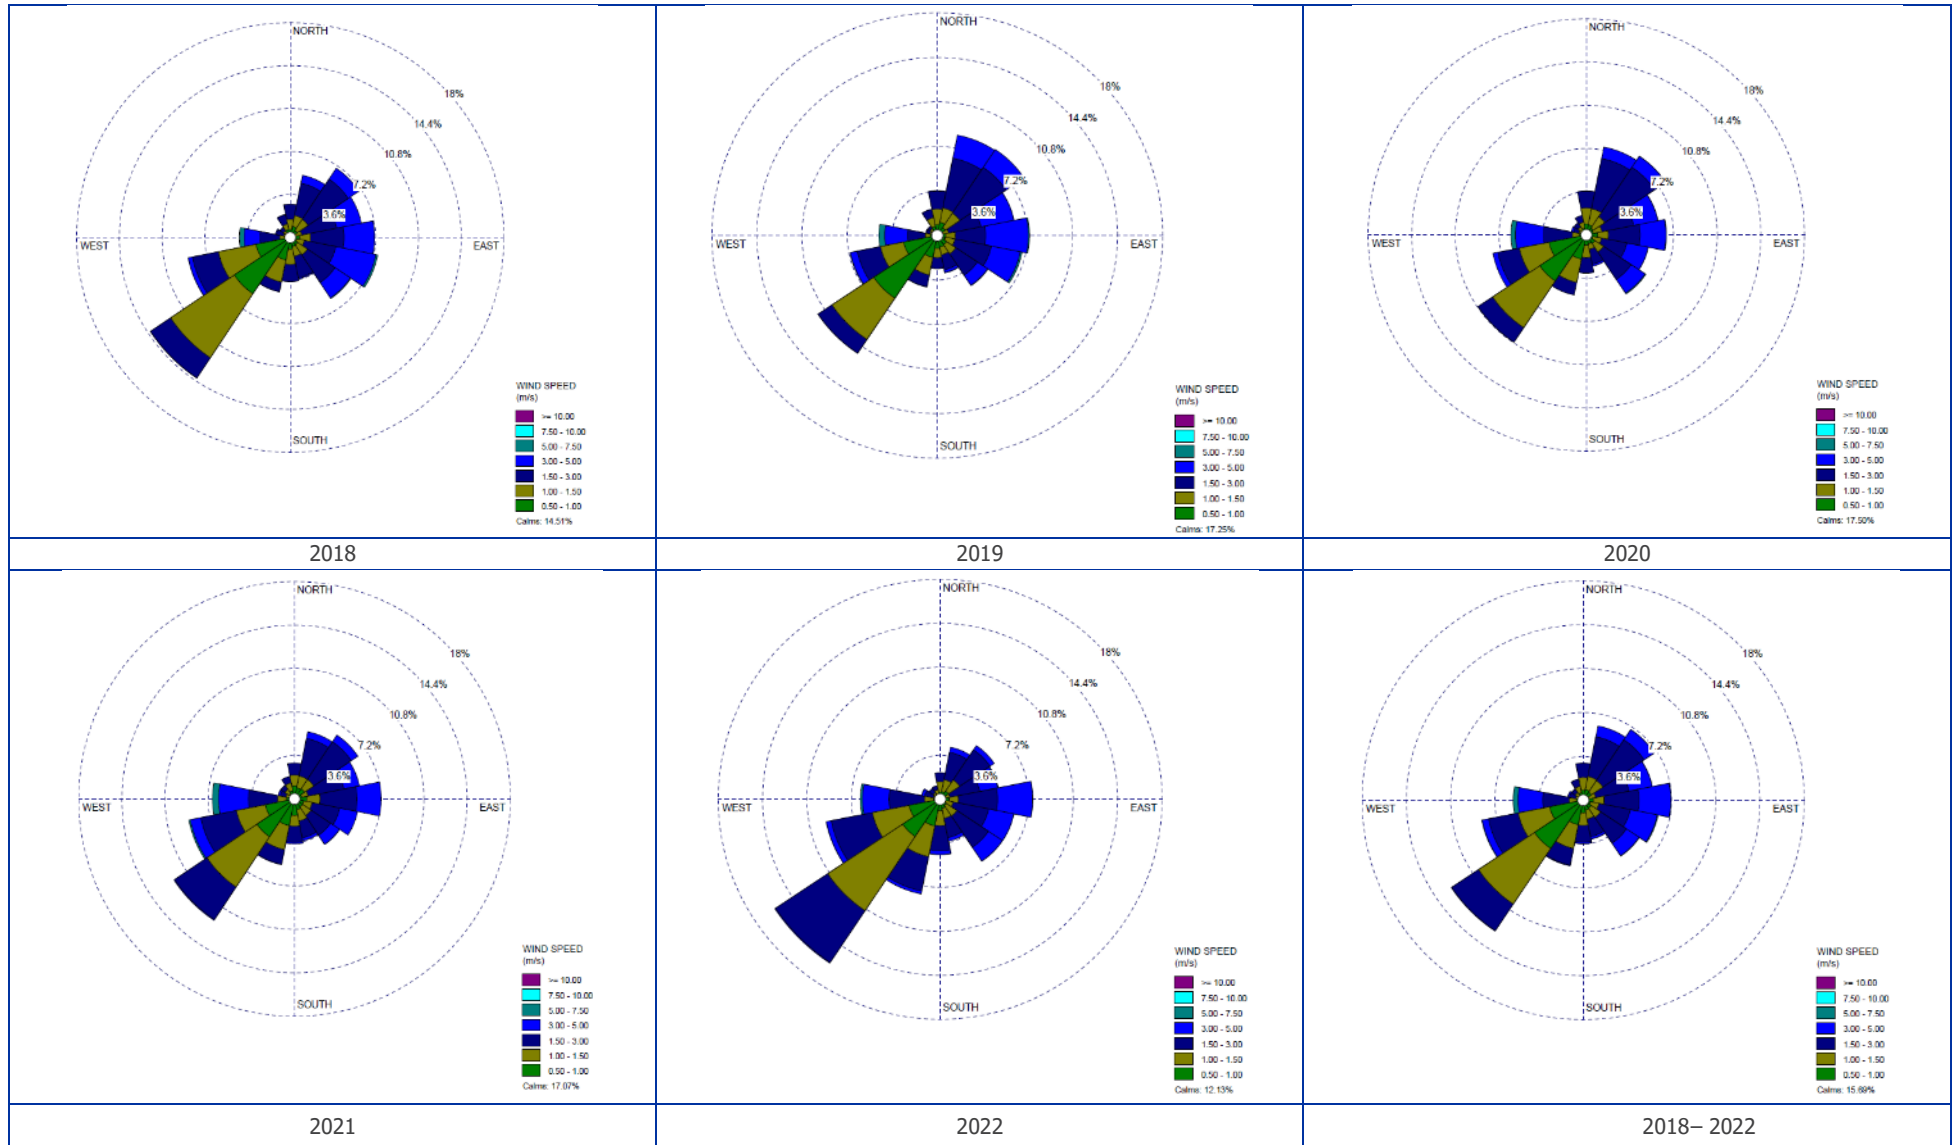 NORTH
18%
14.4%
10.8%
7.2%
3.6%
WEST
EAST
SOUTH
WIND SPEED
(m/s)
>= 10.00
7.50 - 10.00
5.00 - 7.50
3.00 - 5.00
1.50 - 3.00
1.00 - 1.50
0.50 - 1.00
Calms: 14.51%
2018
NORTH
18%
14.4%
10.8%
7.2%
3.6%
WEST
EAST
SOUTH
WIND SPEED
(m/s)
>= 10.00
7.50 - 10.00
5.00 - 7.50
3.00 - 5.00
1.50 - 3.00
1.00 - 1.50
0.50 - 1.00
Calms: 17.25%
2019
NORTH
18%
14.4%
10.8%
7.2%
3.6%
WEST
EAST
SOUTH
WIND SPEED
(m/s)
>= 10.00
7.50 - 10.00
5.00 - 7.50
3.00 - 5.00
1.50 - 3.00
1.00 - 1.50
0.50 - 1.00
Calms: 17.50%
2020
NORTH
18%
14.4%
10.8%
7.2%
3.6%
WEST
EAST
SOUTH
WIND SPEED
(m/s)
>= 10.00
7.50 - 10.00
5.00 - 7.50
3.00 - 5.00
1.50 - 3.00
1.00 - 1.50
0.50 - 1.00
Calms: 17.07%
2021
NORTH
18%
14.4%
10.8%
7.2%
3.6%
WEST
EAST
SOUTH
WIND SPEED
(m/s)
>= 10.00
7.50 - 10.00
5.00 - 7.50
3.00 - 5.00
1.50 - 3.00
1.00 - 1.50
0.50 - 1.00
Calms: 12.13%
2022
NORTH
18%
14.4%
10.8%
7.2%
3.6%
WEST
EAST
SOUTH
WIND SPEED
(m/s)
>= 10.00
7.50 - 10.00
5.00 - 7.50
3.00 - 5.00
1.50 - 3.00
1.00 - 1.50
0.50 - 1.00
Calms: 15.69%
2018– 2022